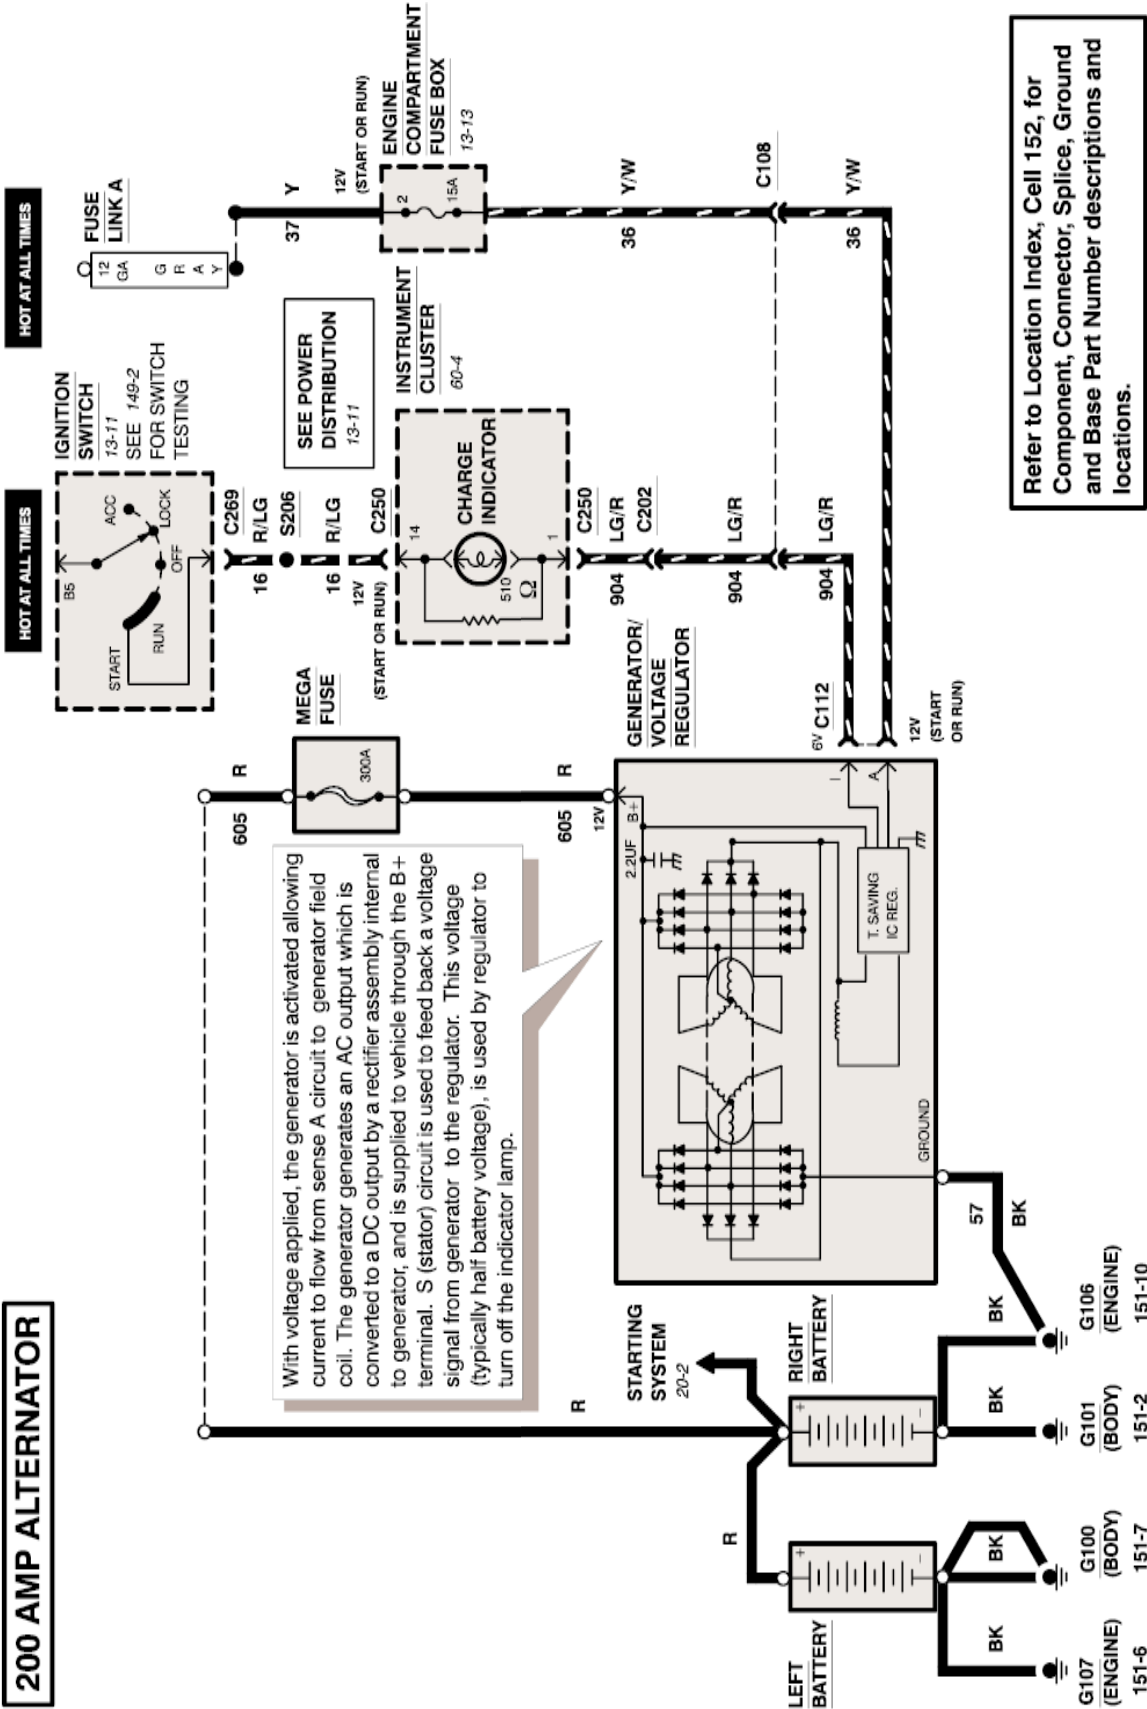 200 AMP ALTERNATOR
HOT AT ALL TIMES
HOT AT ALL TIMES
IGNITION
SWITCH
13-11
SEE 149-2
FOR SWITCH
TESTING
B5
ACC
LOCK
OFF
RUN
START
FUSE
LINK A
12
GA
G
R
A
Y
37
Y
12V
(START OR RUN)
ENGINE
COMPARTMENT
FUSE BOX
13-13
2
15A
C269
16
R/LG
S206
16
R/LG
C250
12V
(START OR RUN)
SEE POWER
DISTRIBUTION
13-11
INSTRUMENT
CLUSTER
60-4
14
CHARGE
INDICATOR
510
Ω
1
C250
904
LG/R
C202
904
LG/R
904
LG/R
36
Y/W
C108
36
Y/W
605
R
MEGA
FUSE
300A
605
R
12V
With voltage applied, the generator is activated allowing
current to flow from sense A circuit to generator field
coil. The generator generates an AC output which is
converted to a DC output by a rectifier assembly internal
to generator, and is supplied to vehicle through the B+
terminal. S (stator) circuit is used to feed back a voltage
signal from generator to the regulator. This voltage
(typically half battery voltage), is used by regulator to
turn off the indicator lamp.
GENERATOR/
VOLTAGE
REGULATOR
B+
2.2UF
6V
C112
12V
(START
OR RUN)
I
A
T. SAVING
IC REG.
GROUND
57
BK
R
STARTING
SYSTEM
20-2
R
RIGHT
BATTERY
+
−
LEFT
BATTERY
+
−
BK
BK
BK
BK
G107
(ENGINE)
151-6
G100
(BODY)
151-7
G101
(BODY)
151-2
G106
(ENGINE)
151-10
Refer to Location Index, Cell 152, for
Component, Connector, Splice, Ground
and Base Part Number descriptions and
locations.